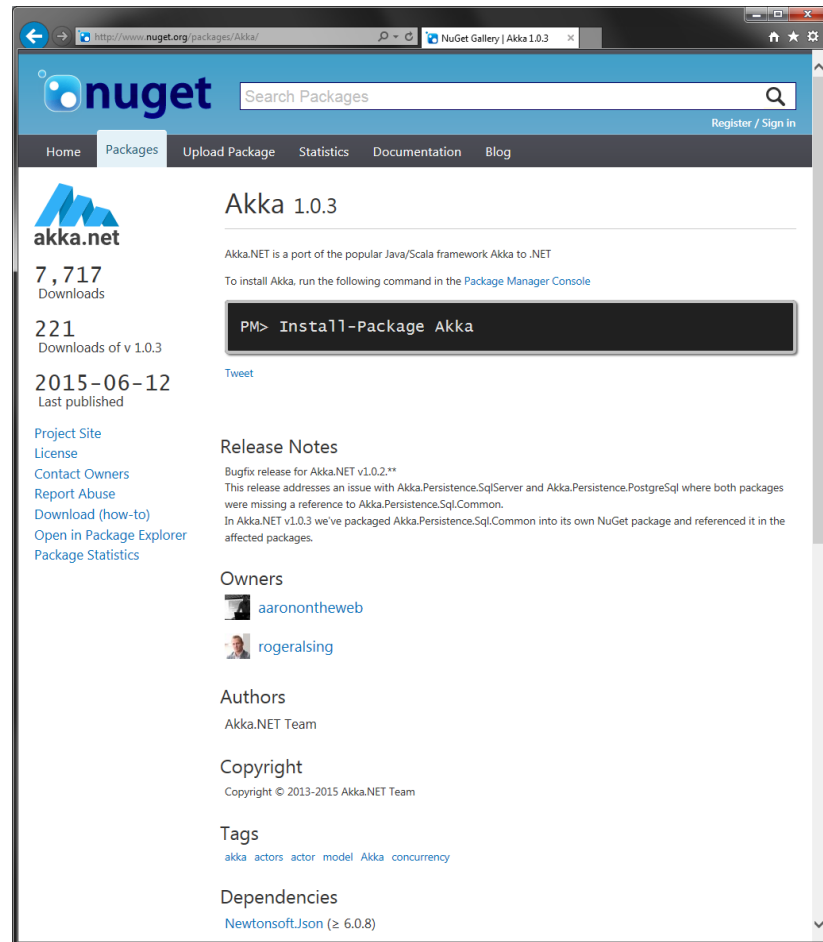 http://www.nuget.org/packages/Akka/
NuGet Gallery | Akka 1.0.3
nuget
Search Packages
Register / Sign in
Home Packages Upload Package Statistics Documentation Blog
akka.net
7,717
Downloads
221
Downloads of v 1.0.3
2015-06-12
Last published
Project Site
License
Contact Owners
Report Abuse
Download (how-to)
Open in Package Explorer
Package Statistics
Akka 1.0.3
Akka.NET is a port of the popular Java/Scala framework Akka to .NET
To install Akka, run the following command in the Package Manager Console
PM> Install-Package Akka
Tweet
Release Notes
Bugfix release for Akka.NET v1.0.2.**
This release addresses an issue with Akka.Persistence.SqlServer and Akka.Persistence.PostgreSql where both packages
were missing a reference to Akka.Persistence.Sql.Common.
In Akka.NET v1.0.3 we've packaged Akka.Persistence.Sql.Common into its own NuGet package and referenced it in the
affected packages.
Owners
aaronontheweb
rogeralsing
Authors
Akka.NET Team
Copyright
Copyright © 2013-2015 Akka.NET Team
Tags
akka actors actor model Akka concurrency
Dependencies
Newtonsoft.Json (≥ 6.0.8)